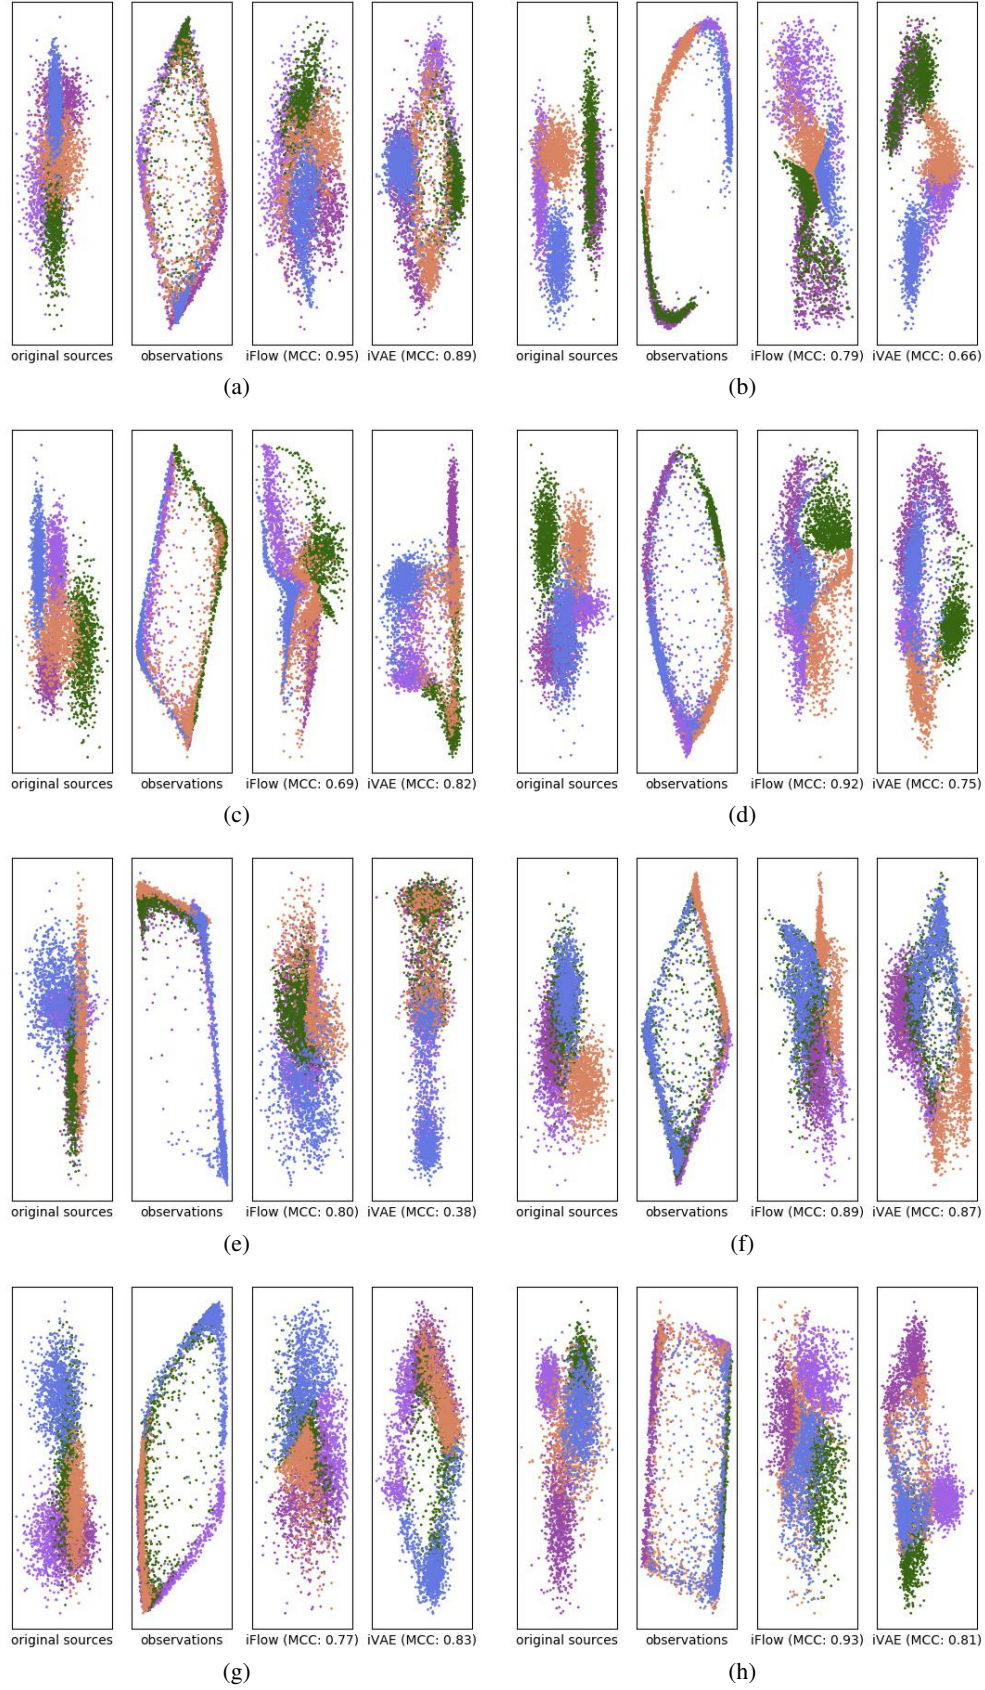 original sources observations iFlow (MCC: 0.95) iVAE (MCC: 0.89)
(a)
original sources observations iFlow (MCC: 0.79) iVAE (MCC: 0.66)
(b)
original sources observations iFlow (MCC: 0.69) iVAE (MCC: 0.82)
(c)
original sources observations iFlow (MCC: 0.92) iVAE (MCC: 0.75)
(d)
original sources observations iFlow (MCC: 0.80) iVAE (MCC: 0.38)
(e)
original sources observations iFlow (MCC: 0.89) iVAE (MCC: 0.87)
(f)
original sources observations iFlow (MCC: 0.77) iVAE (MCC: 0.83)
(g)
original sources observations iFlow (MCC: 0.93) iVAE (MCC: 0.81)
(h)